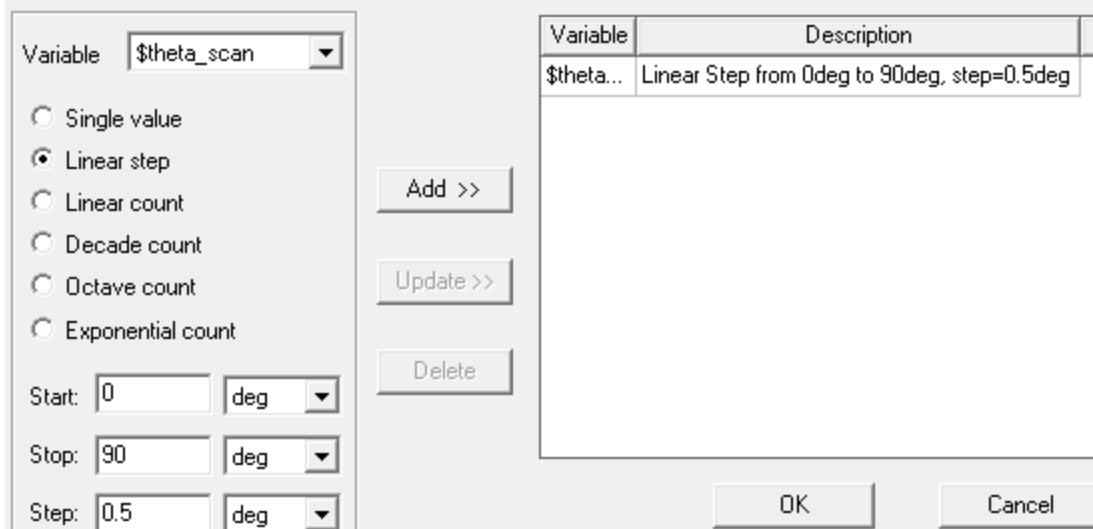 Variable $theta_scan
Single value
Linear step
Linear count
Decade count
Octave count
Exponential count
Start: 0 deg
Stop: 90 deg
Step: 0.5 deg
Add >>
Update >>
Delete
Variable Description
$theta... Linear Step from 0deg to 90deg, step=0.5deg
OK Cancel